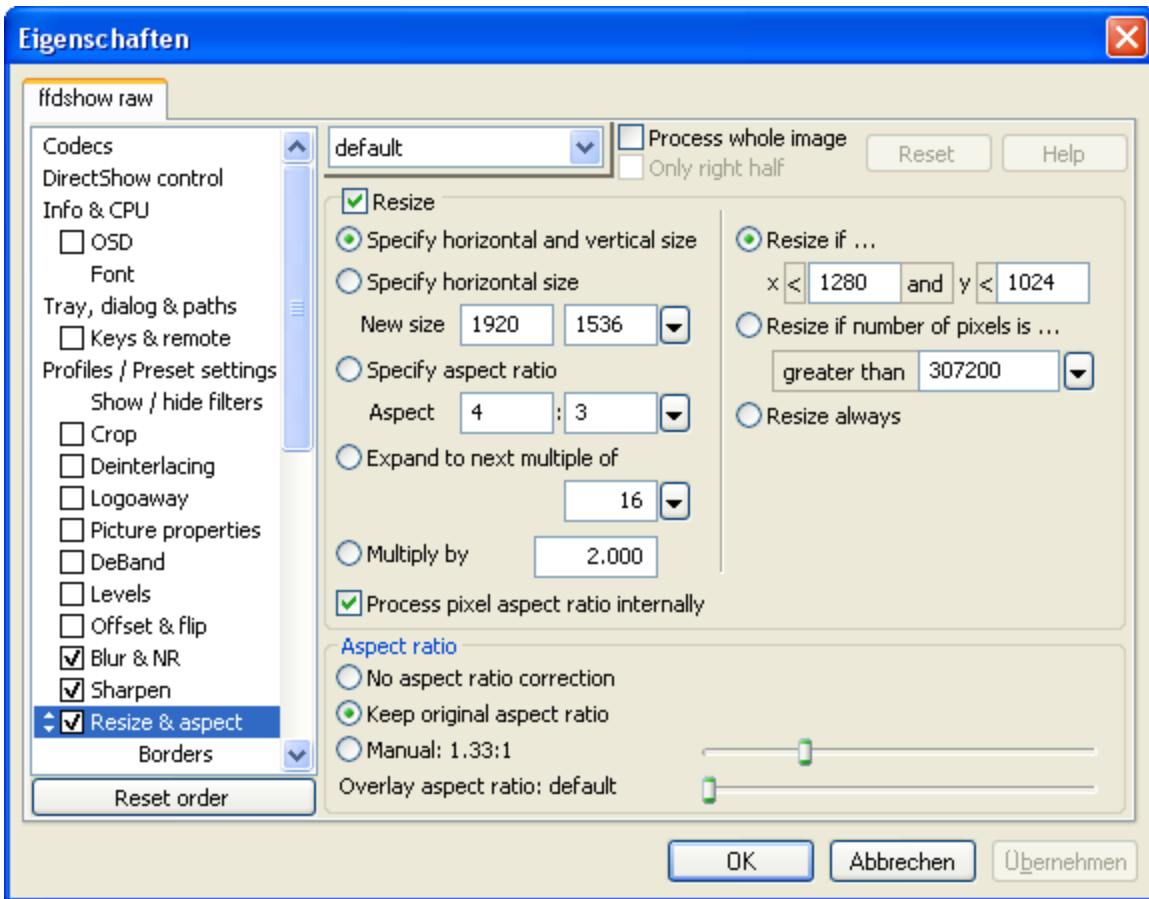 Eigenschaften
ffdshow raw
Codecs
DirectShow control
Info & CPU
OSD
Font
Tray, dialog & paths
Keys & remote
Profiles / Preset settings
Show / hide filters
Crop
Deinterlacing
Logoaway
Picture properties
DeBand
Levels
Offset & flip
Blur & NR
Sharpen
Resize & aspect
Borders
Reset order
default
Process whole image
Only right half
Reset
Help
Resize
Specify horizontal and vertical size
Specify horizontal size
New size 1920 1536
Specify aspect ratio
Aspect 4 : 3
Expand to next multiple of
16
Multiply by 2.000
Process pixel aspect ratio internally
Resize if ...
x < 1280 and y < 1024
Resize if number of pixels is ...
greater than 307200
Resize always
Aspect ratio
No aspect ratio correction
Keep original aspect ratio
Manual: 1.33:1
Overlay aspect ratio: default
OK
Abbrechen
Übernehmen